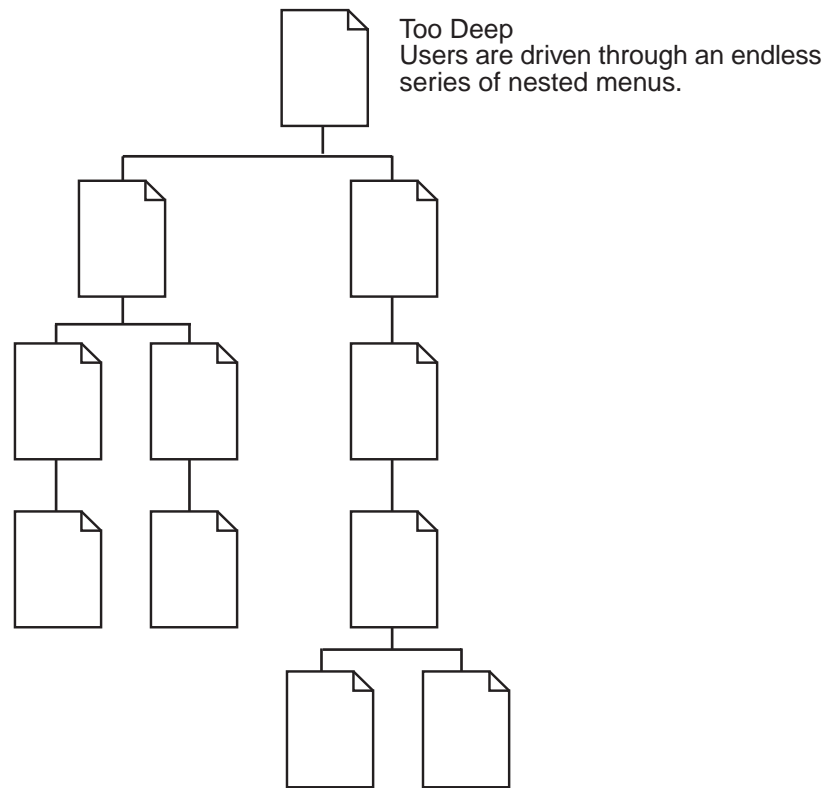 Too Deep
Users are driven through an endless
series of nested menus.